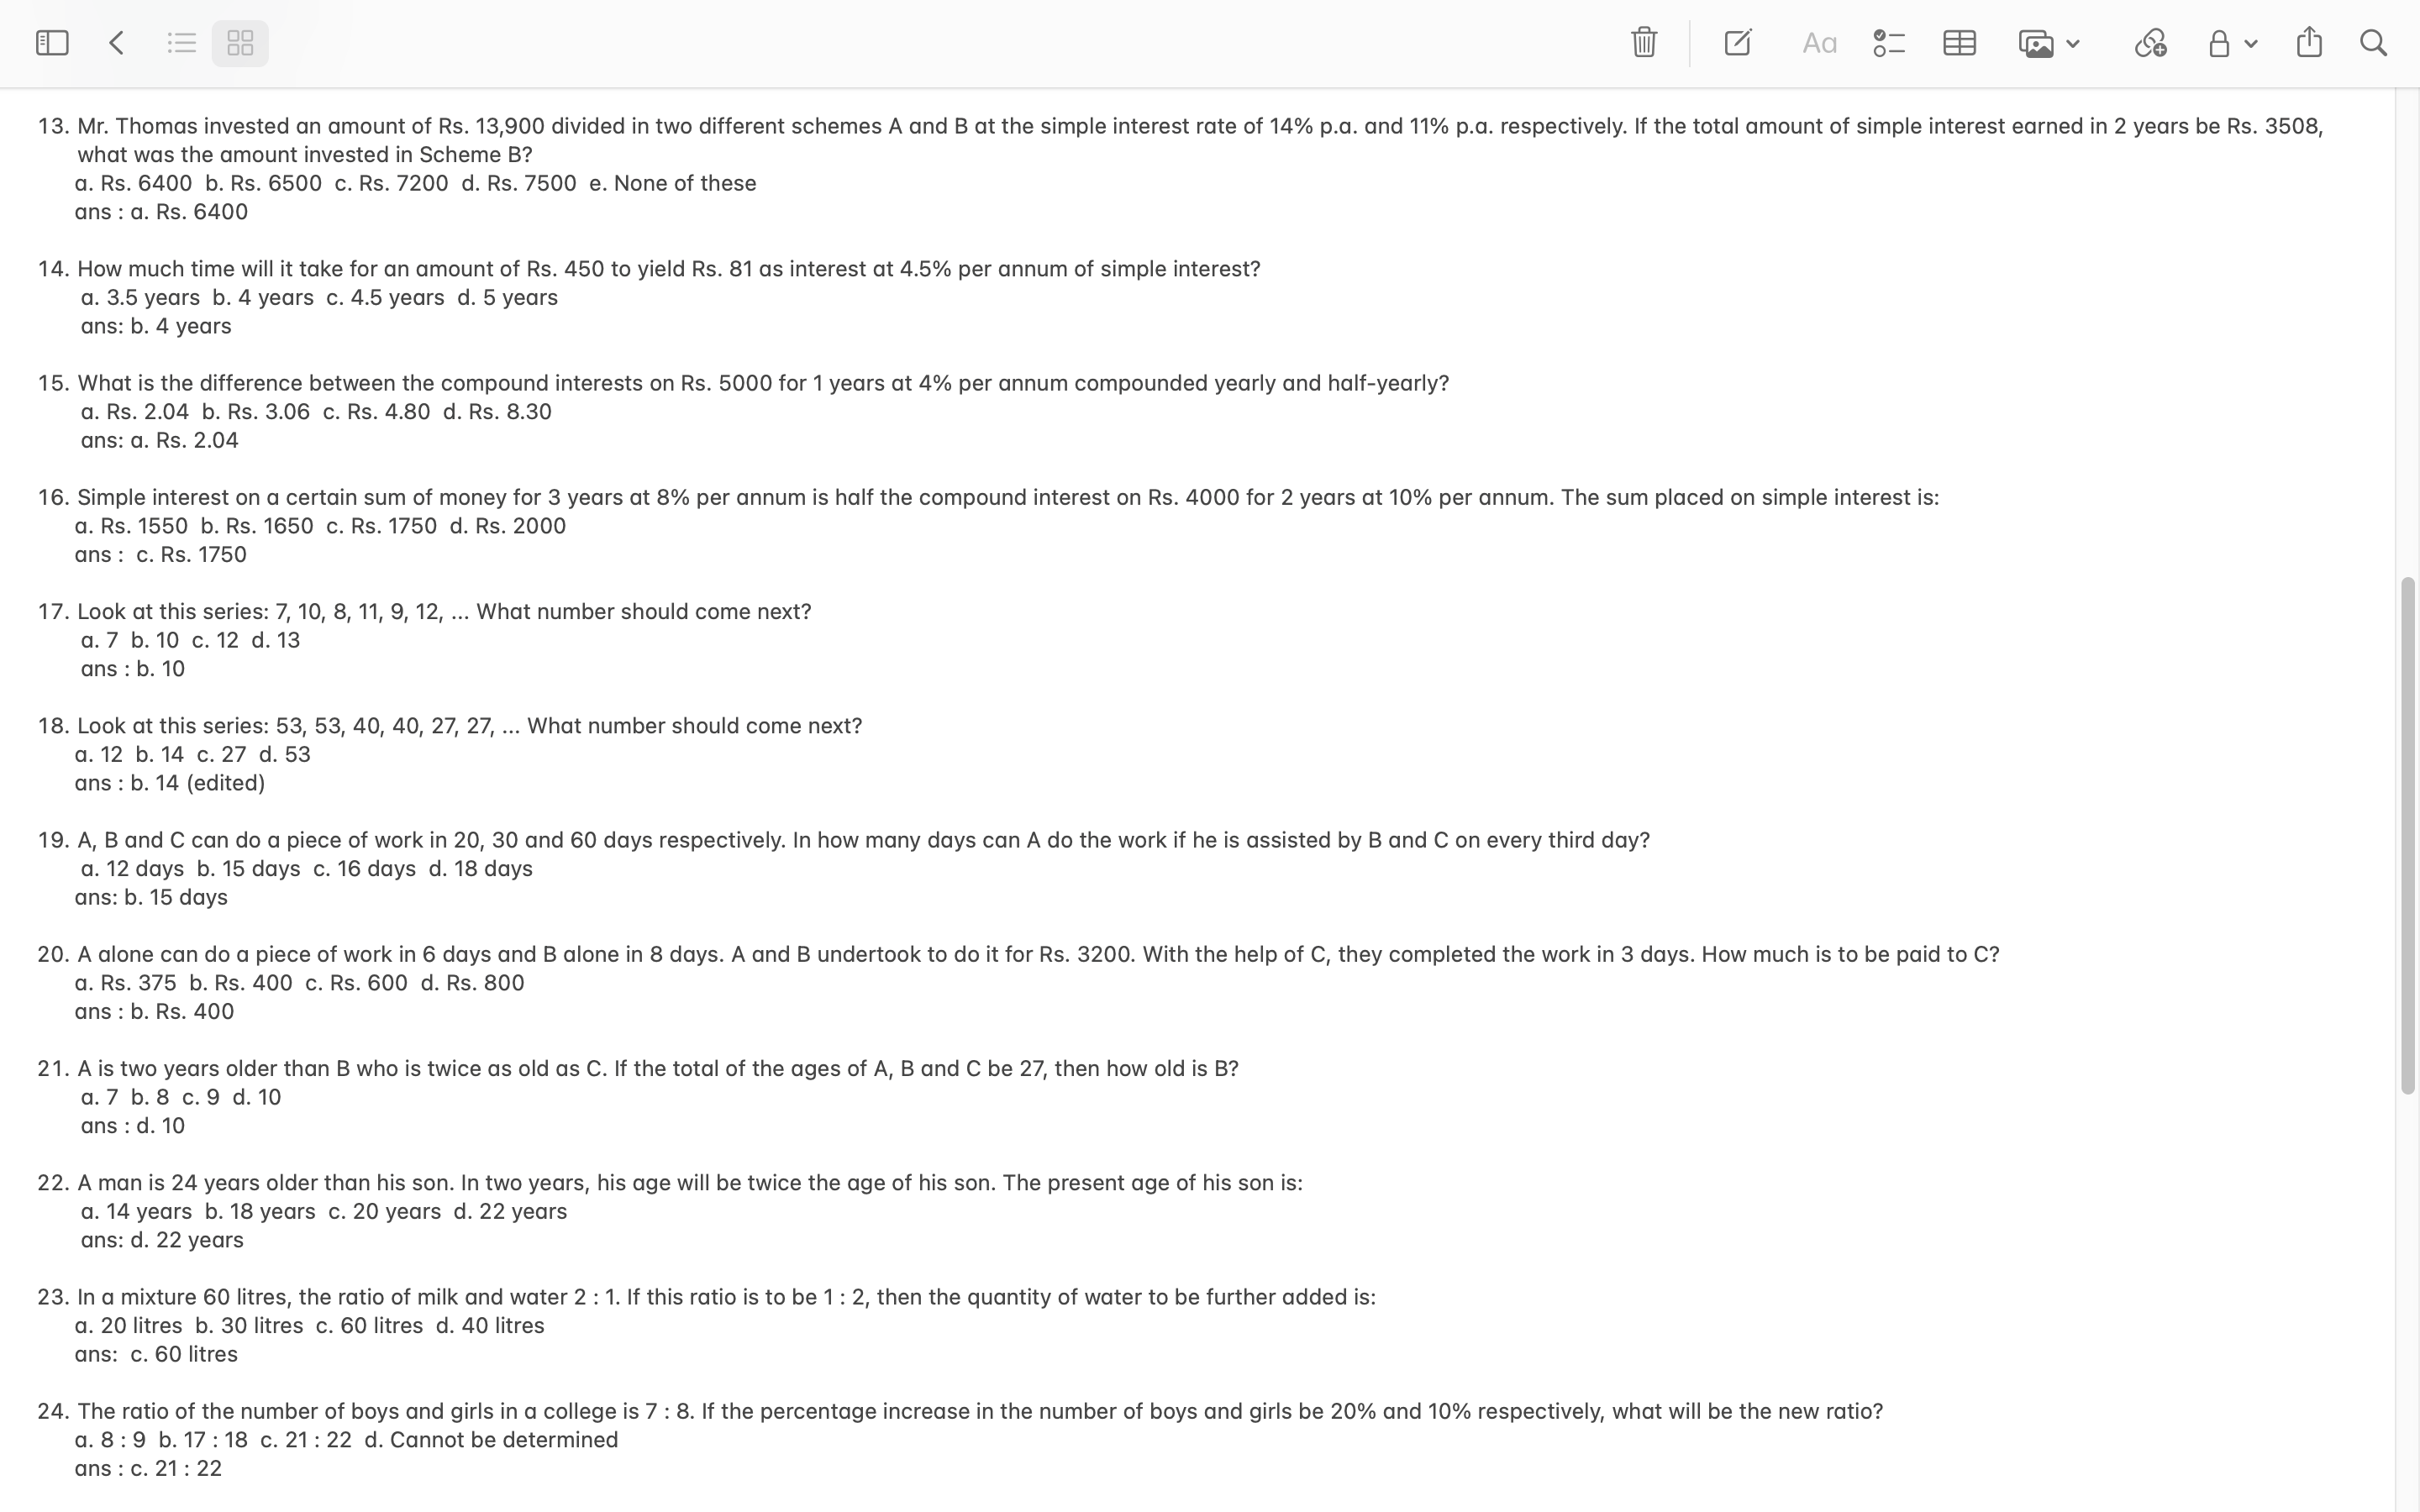 Aa
13. Mr. Thomas invested an amount of Rs. 13,900 divided in two different schemes A and B at the simple interest rate of 14% p.a. and 11% p.a. respectively. If the total amount of simple interest earned in 2 years be Rs. 3508,
what was the amount invested in Scheme B?
a. Rs. 6400 b. Rs. 6500 c. Rs. 7200 d. Rs. 7500 e. None of these
ans : a. Rs. 6400
14. How much time will it take for an amount of Rs. 450 to yield Rs. 81 as interest at 4.5% per annum of simple interest?
a. 3.5 years b. 4 years c. 4.5 years d. 5 years
ans: b. 4 years
15. What is the difference between the compound interests on Rs. 5000 for 1 years at 4% per annum compounded yearly and half-yearly?
a. Rs. 2.04 b. Rs. 3.06 c. Rs. 4.80 d. Rs. 8.30
ans: a. Rs. 2.04
16. Simple interest on a certain sum of money for 3 years at 8% per annum is half the compound interest on Rs. 4000 for 2 years at 10% per annum. The sum placed on simple interest is:
a. Rs. 1550 b. Rs. 1650 c. Rs. 1750 d. Rs. 2000
ans : c. Rs. 1750
17. Look at this series: 7, 10, 8, 11, 9, 12, ... What number should come next?
a. 7 b. 10 c. 12 d. 13
ans : b. 10
18. Look at this series: 53, 53, 40, 40, 27, 27, ... What number should come next?
a. 12 b. 14 c. 27 d. 53
ans : b. 14 (edited)
19. A, B and C can do a piece of work in 20, 30 and 60 days respectively. In how many days can A do the work if he is assisted by B and C on every third day?
a. 12 days b. 15 days c. 16 days d. 18 days
ans: b. 15 days
20. A alone can do a piece of work in 6 days and B alone in 8 days. A and B undertook to do it for Rs. 3200. With the help of C, they completed the work in 3 days. How much is to be paid to C?
a. Rs. 375 b. Rs. 400 c. Rs. 600 d. Rs. 800
ans : b. Rs. 400
21. A is two years older than B who is twice as old as C. If the total of the ages of A, B and C be 27, then how old is B?
a. 7 b. 8 c. 9 d. 10
ans : d. 10
22. A man is 24 years older than his son. In two years, his age will be twice the age of his son. The present age of his son is:
a. 14 years b. 18 years c. 20 years d. 22 years
ans: d. 22 years
23. In a mixture 60 litres, the ratio of milk and water 2 : 1. If this ratio is to be 1 : 2, then the quantity of water to be further added is:
a. 20 litres b. 30 litres c. 60 litres d. 40 litres
ans: c. 60 litres
24. The ratio of the number of boys and girls in a college is 7 : 8. If the percentage increase in the number of boys and girls be 20% and 10% respectively, what will be the new ratio?
a. 8 : 9 b. 17 : 18 c. 21 : 22 d. Cannot be determined
ans : c. 21 : 22